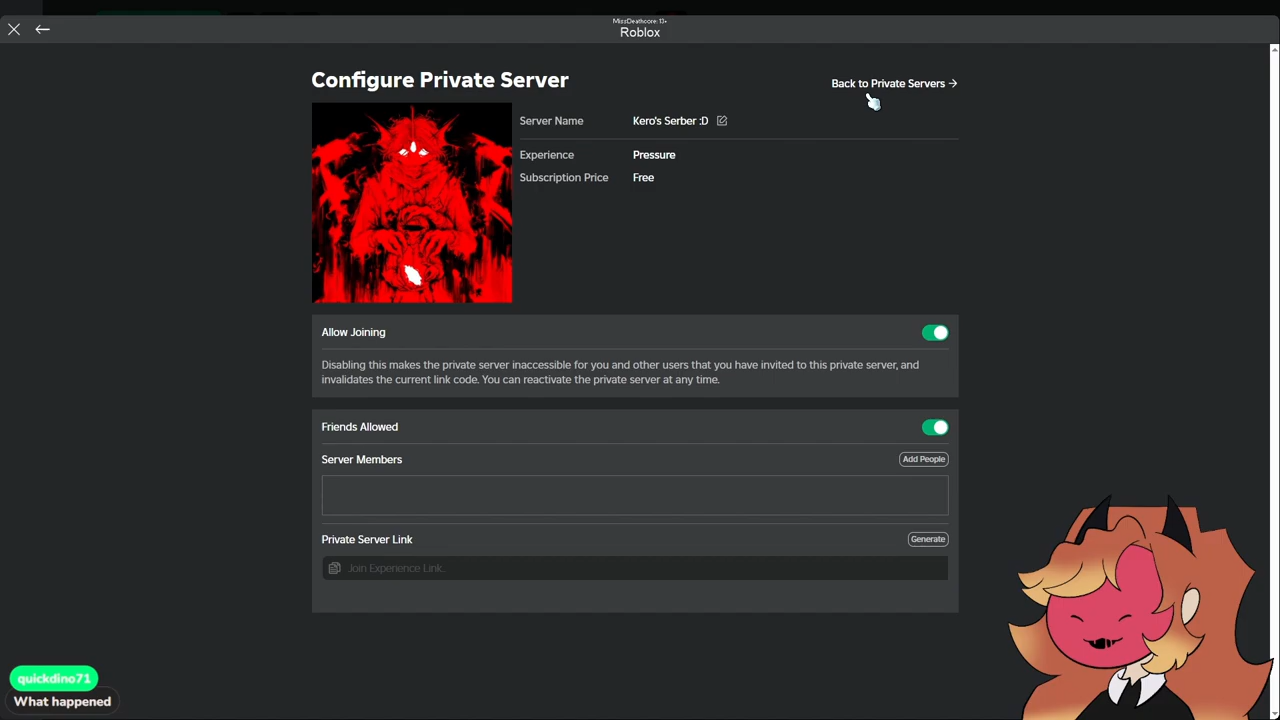 MissDeathcore: 13+
Roblox
Configure Private Server
Back to Private Servers →
Server Name Kero's Serber :D
Experience Pressure
Subscription Price Free
Allow Joining
Disabling this makes the private server inaccessible for you and other users that you have invited to this private server, and
invalidates the current link code. You can reactivate the private server at any time.
Friends Allowed
Server Members Add People
Private Server Link Generate
Join Experience Link.
quickdino71
What happened